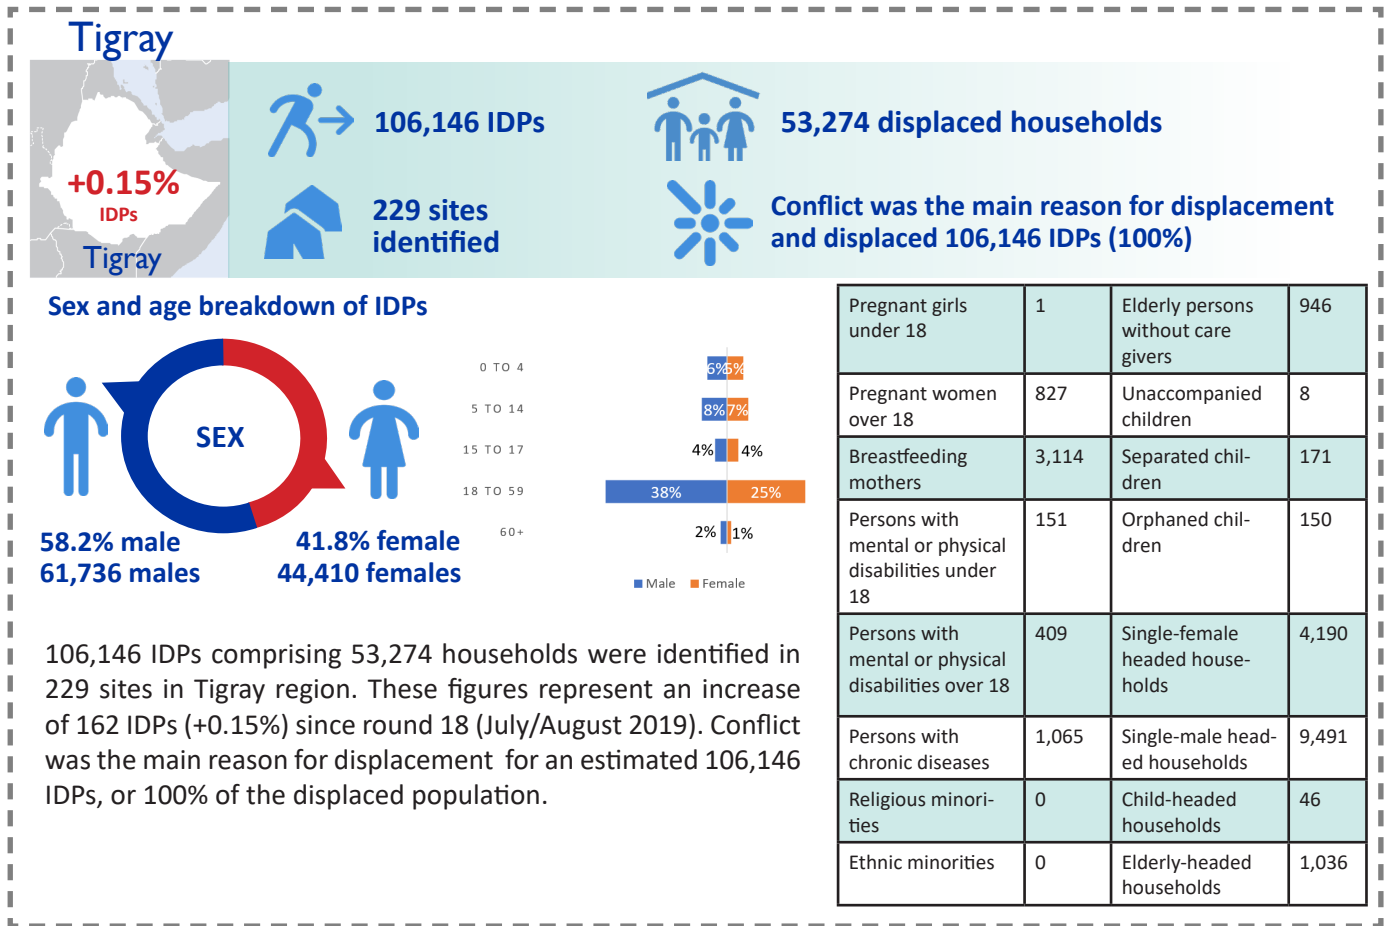 Tigray
+0.15%
IDPs
Tigray
106,146 IDPs
53,274 displaced households
229 sites
identified
Conflict was the main reason for displacement
and displaced 106,146 IDPs (100%)
Sex and age breakdown of IDPs
SEX
58.2% male
61,736 males
41.8% female
44,410 females
0 TO 4
6%
5%
5 TO 14
8%
7%
15 TO 17
4%
4%
18 TO 59
38%
25%
60+
2%
1%
Male
Female
106,146 IDPs comprising 53,274 households were identified in
229 sites in Tigray region. These figures represent an increase
of 162 IDPs (+0.15%) since round 18 (July/August 2019). Conflict
was the main reason for displacement for an estimated 106,146
IDPs, or 100% of the displaced population.
Pregnant girls
under 18
1
Elderly persons
without care
givers
946
Pregnant women
over 18
827
Unaccompanied
children
8
Breastfeeding
mothers
3,114
Separated chil-
dren
171
Persons with
mental or physical
disabilities under
18
151
Orphaned chil-
dren
150
Persons with
mental or physical
disabilities over 18
409
Single-female
headed house-
holds
4,190
Persons with
chronic diseases
1,065
Single-male head-
ed households
9,491
Religious minori-
ties
0
Child-headed
households
46
Ethnic minorities
0
Elderly-headed
households
1,036